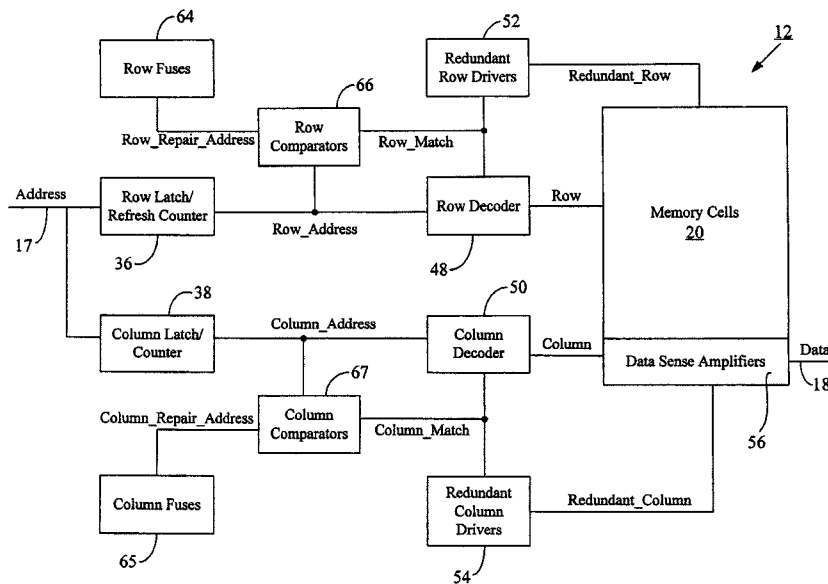 64
52
12
Row Fuses
Redundant
Row Drivers
Redundant_Row
66
Row_Repair_Address
Row
Comparators
Row_Match
Address
Row Latch/
Refresh Counter
Row_Address
Row Decoder
Row
Memory Cells
20
17
36
48
38
50
Column Latch/
Counter
Column_Address
Column
Decoder
Column
Data Sense Amplifiers
Data
18
67
56
Column_Repair_Address
Column
Comparators
Column_Match
Column Fuses
Redundant
Column
Drivers
Redundant_Column
65
54